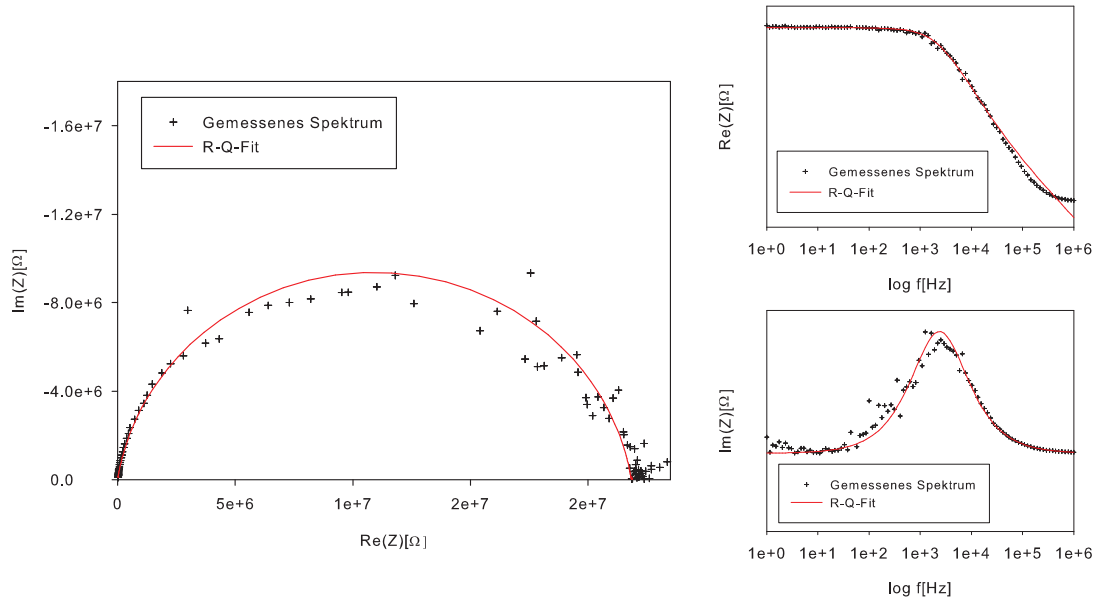 Im(Z)[Ω]
-1.6e+7
-1.2e+7
-8.0e+6
-4.0e+6
0.0
Gemessenes Spektrum
R-Q-Fit
0
5e+6
1e+7
2e+7
2e+7
Re(Z)[Ω]
Re(Z)[Ω]
Gemessenes Spektrum
R-Q-Fit
1e+0
1e+1
1e+2
1e+3
1e+4
1e+5
1e+6
log f[Hz]
Im(Z)[Ω]
Gemessenes Spektrum
R-Q-Fit
1e+0
1e+1
1e+2
1e+3
1e+4
1e+5
1e+6
log f[Hz]